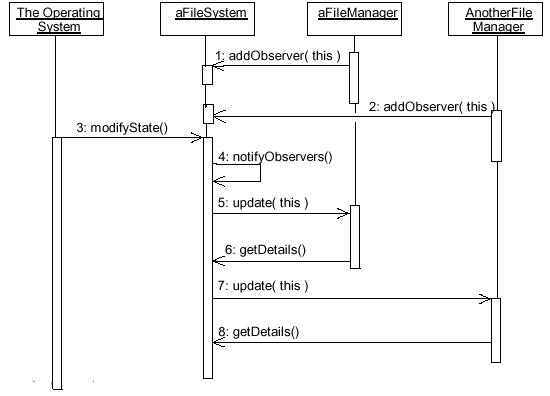 The Operating
System
aFileSystem
aFileManager
AnotherFile
Manager
1: addObserver( this )
2: addObserver( this )
3: modifyState()
4: notifyObservers()
5: update( this )
6: getDetails()
7: update( this )
8: getDetails()